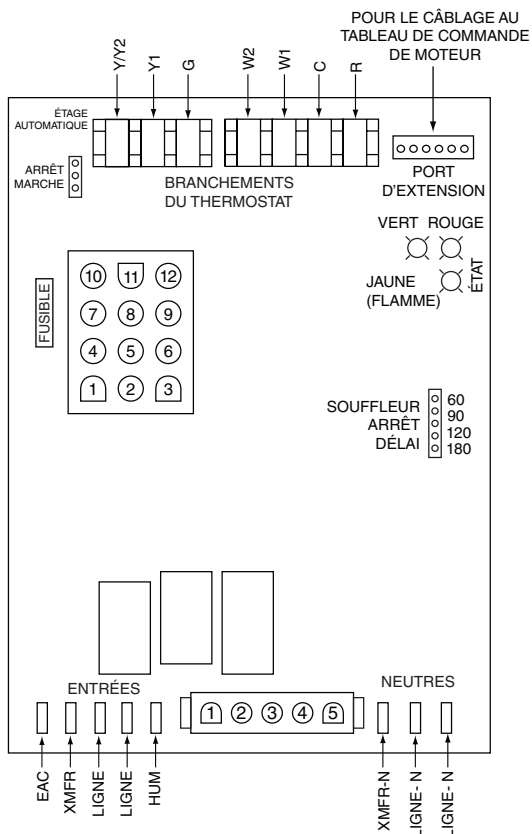 POUR LE CÂBLAGE AU
TABLEAU DE COMMANDE
DE MOTEUR
Y/Y2
Y1
G
W2
W1
C
R
ÉTAGE
AUTOMATIQUE
ARRÊT
MARCHE
BRANCHEMENTS
DU THERMOSTAT
PORT
D'EXTENSION
VERT ROUGE
JAUNE
(FLAMME)
ÉTAT
FUSIBLE
10 11 12
7 8 9
4 5 6
1 2 3
SOUFFLEUR
ARRÊT
DÉLAI
60
90
120
180
ENTRÉES
NEUTRES
1 2 3 4 5
EAC
XMFR
LIGNE
LIGNE
HUM
XMFR-N
LIGNE- N
LIGNE- N